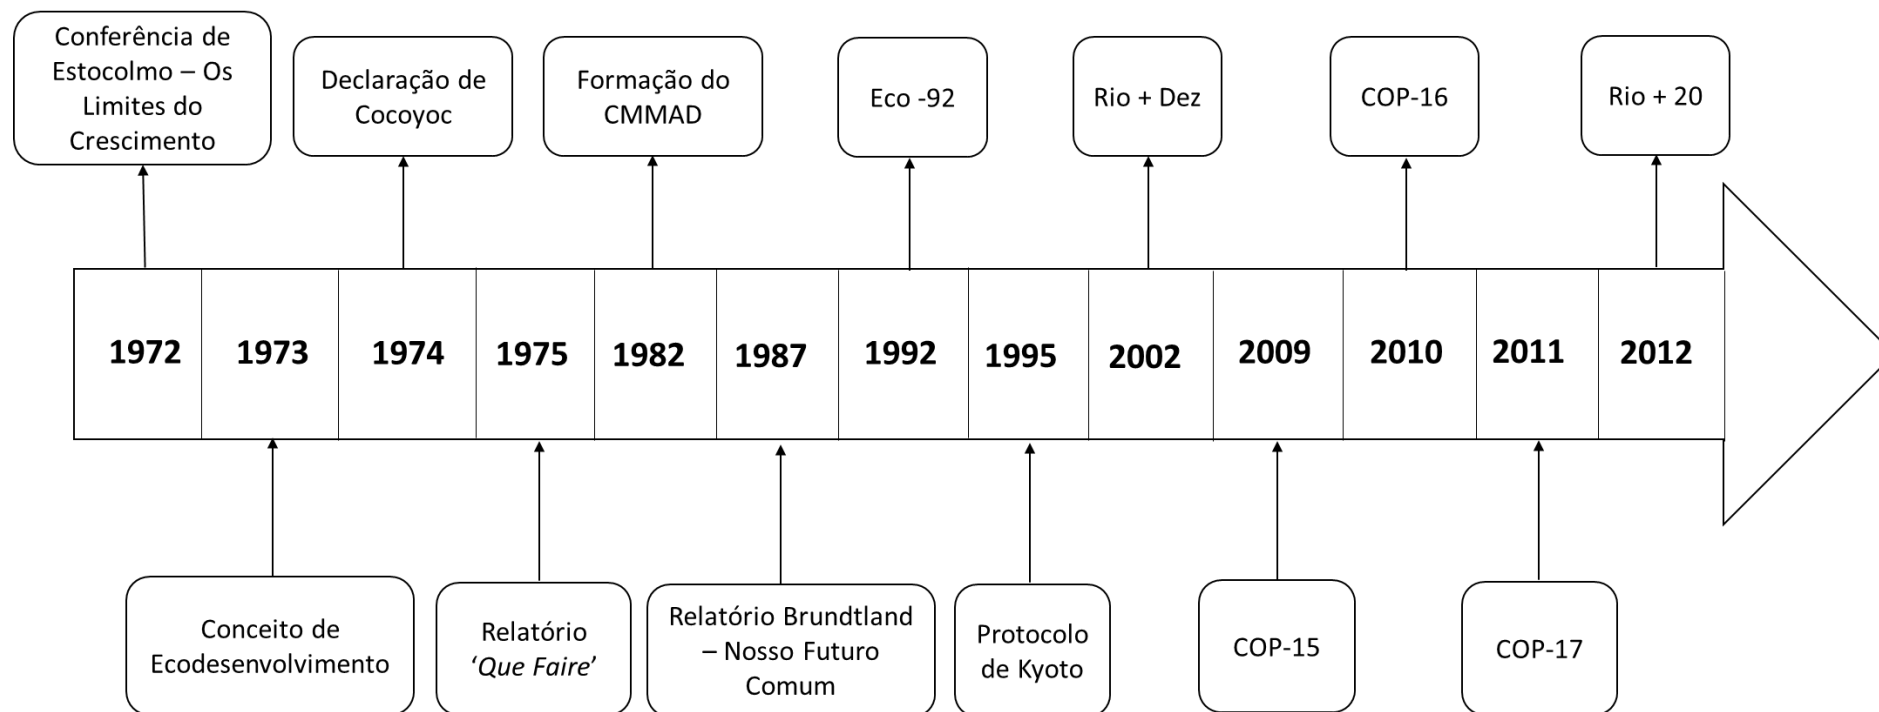 Conferência de
Estocolmo – Os
Limites do
Crescimento
Declaração de
Cocoyoc
Formação do
CMMAD
Eco -92
Rio + Dez
COP-16
Rio + 20
1972
1973
1974
1975
1982
1987
1992
1995
2002
2009
2010
2011
2012
Conceito de
Ecodesenvolvimento
Relatório
‘Que Faire’
Relatório Brundtland
– Nosso Futuro
Comum
Protocolo
de Kyoto
COP-15
COP-17